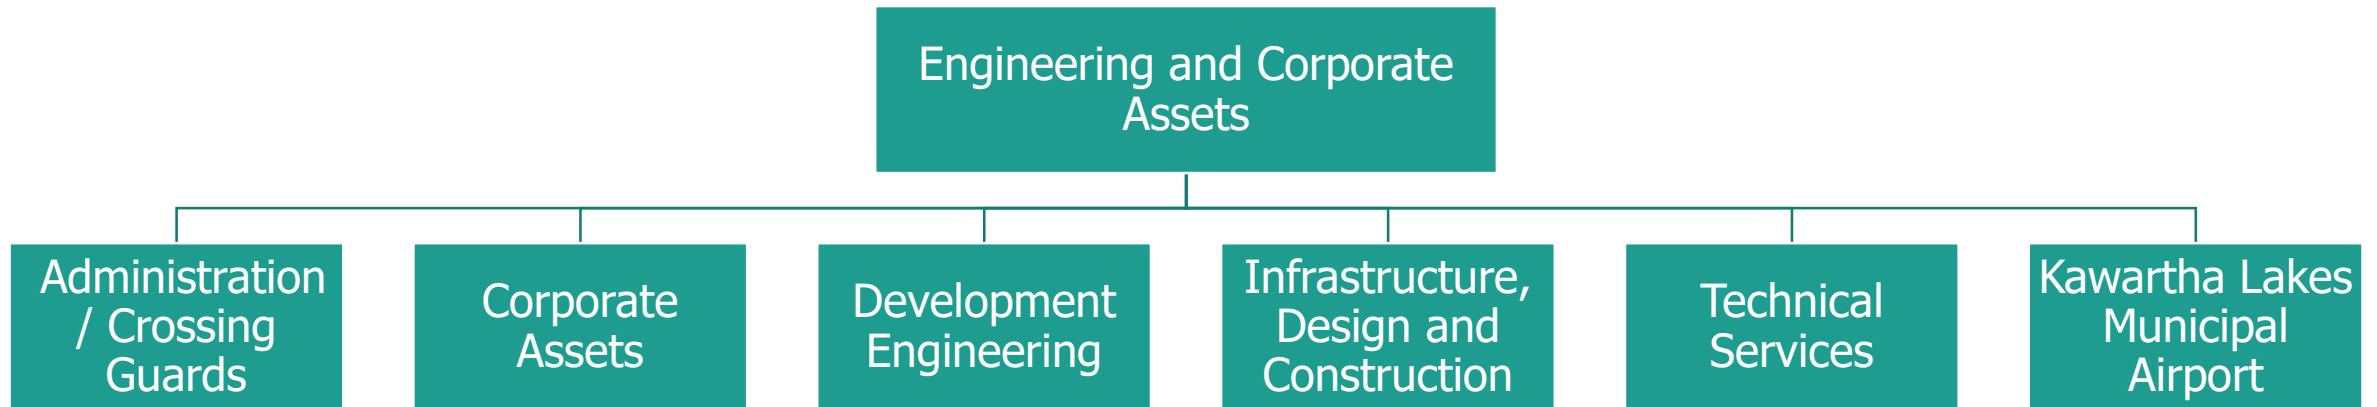 Engineering and Corporate
Assets
Administration
/ Crossing
Guards
Corporate
Assets
Development
Engineering
Infrastructure,
Design and
Construction
Technical
Services
Kawartha Lakes
Municipal
Airport